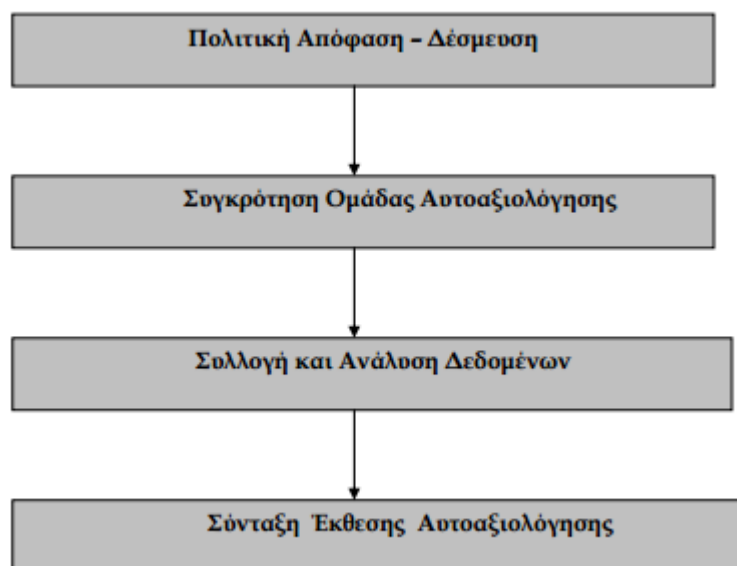 Πολιτική Απόφαση – Δέσμευση
Συγκρότηση Ομάδας Αυτοαξιολόγησης
Συλλογή και Ανάλυση Δεδομένων
Σύνταξη Έκθεσης Αυτοαξιολόγησης